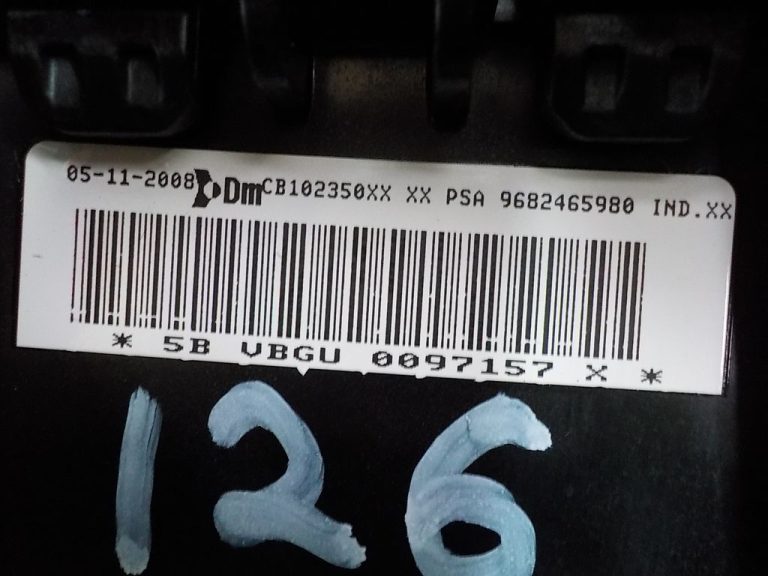 05-11-2008 Dm CB102350XX XX PSA 9682465980 IND.XX
* 5B VBGU 0097157 X *
126